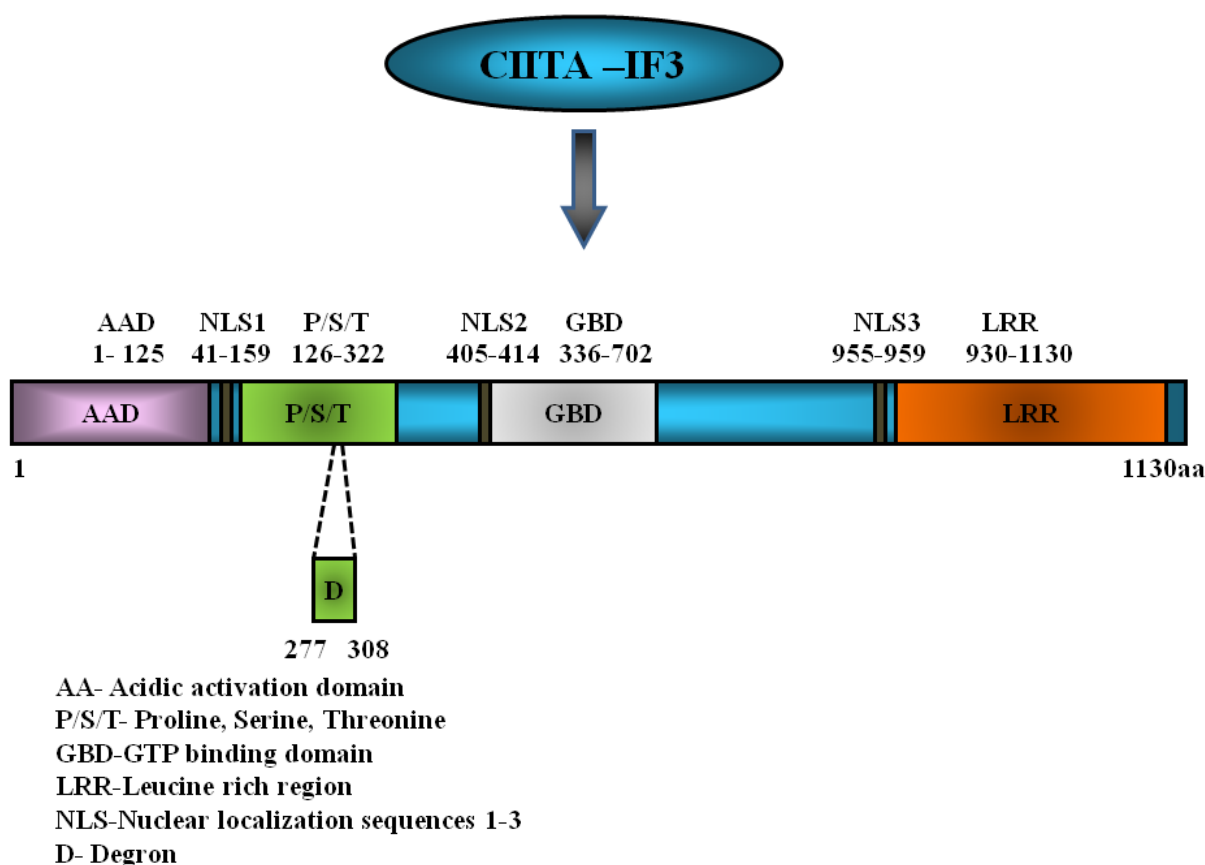 CIITA –IF3
AAD NLS1 P/S/T NLS2 GBD NLS3 LRR
1- 125 41-159 126-322 405-414 336-702 955-959 930-1130
AAD P/S/T GBD LRR
1 1130aa
D
277 308
AA- Acidic activation domain
P/S/T- Proline, Serine, Threonine
GBD-GTP binding domain
LRR-Leucine rich region
NLS-Nuclear localization sequences 1-3
D- Degron